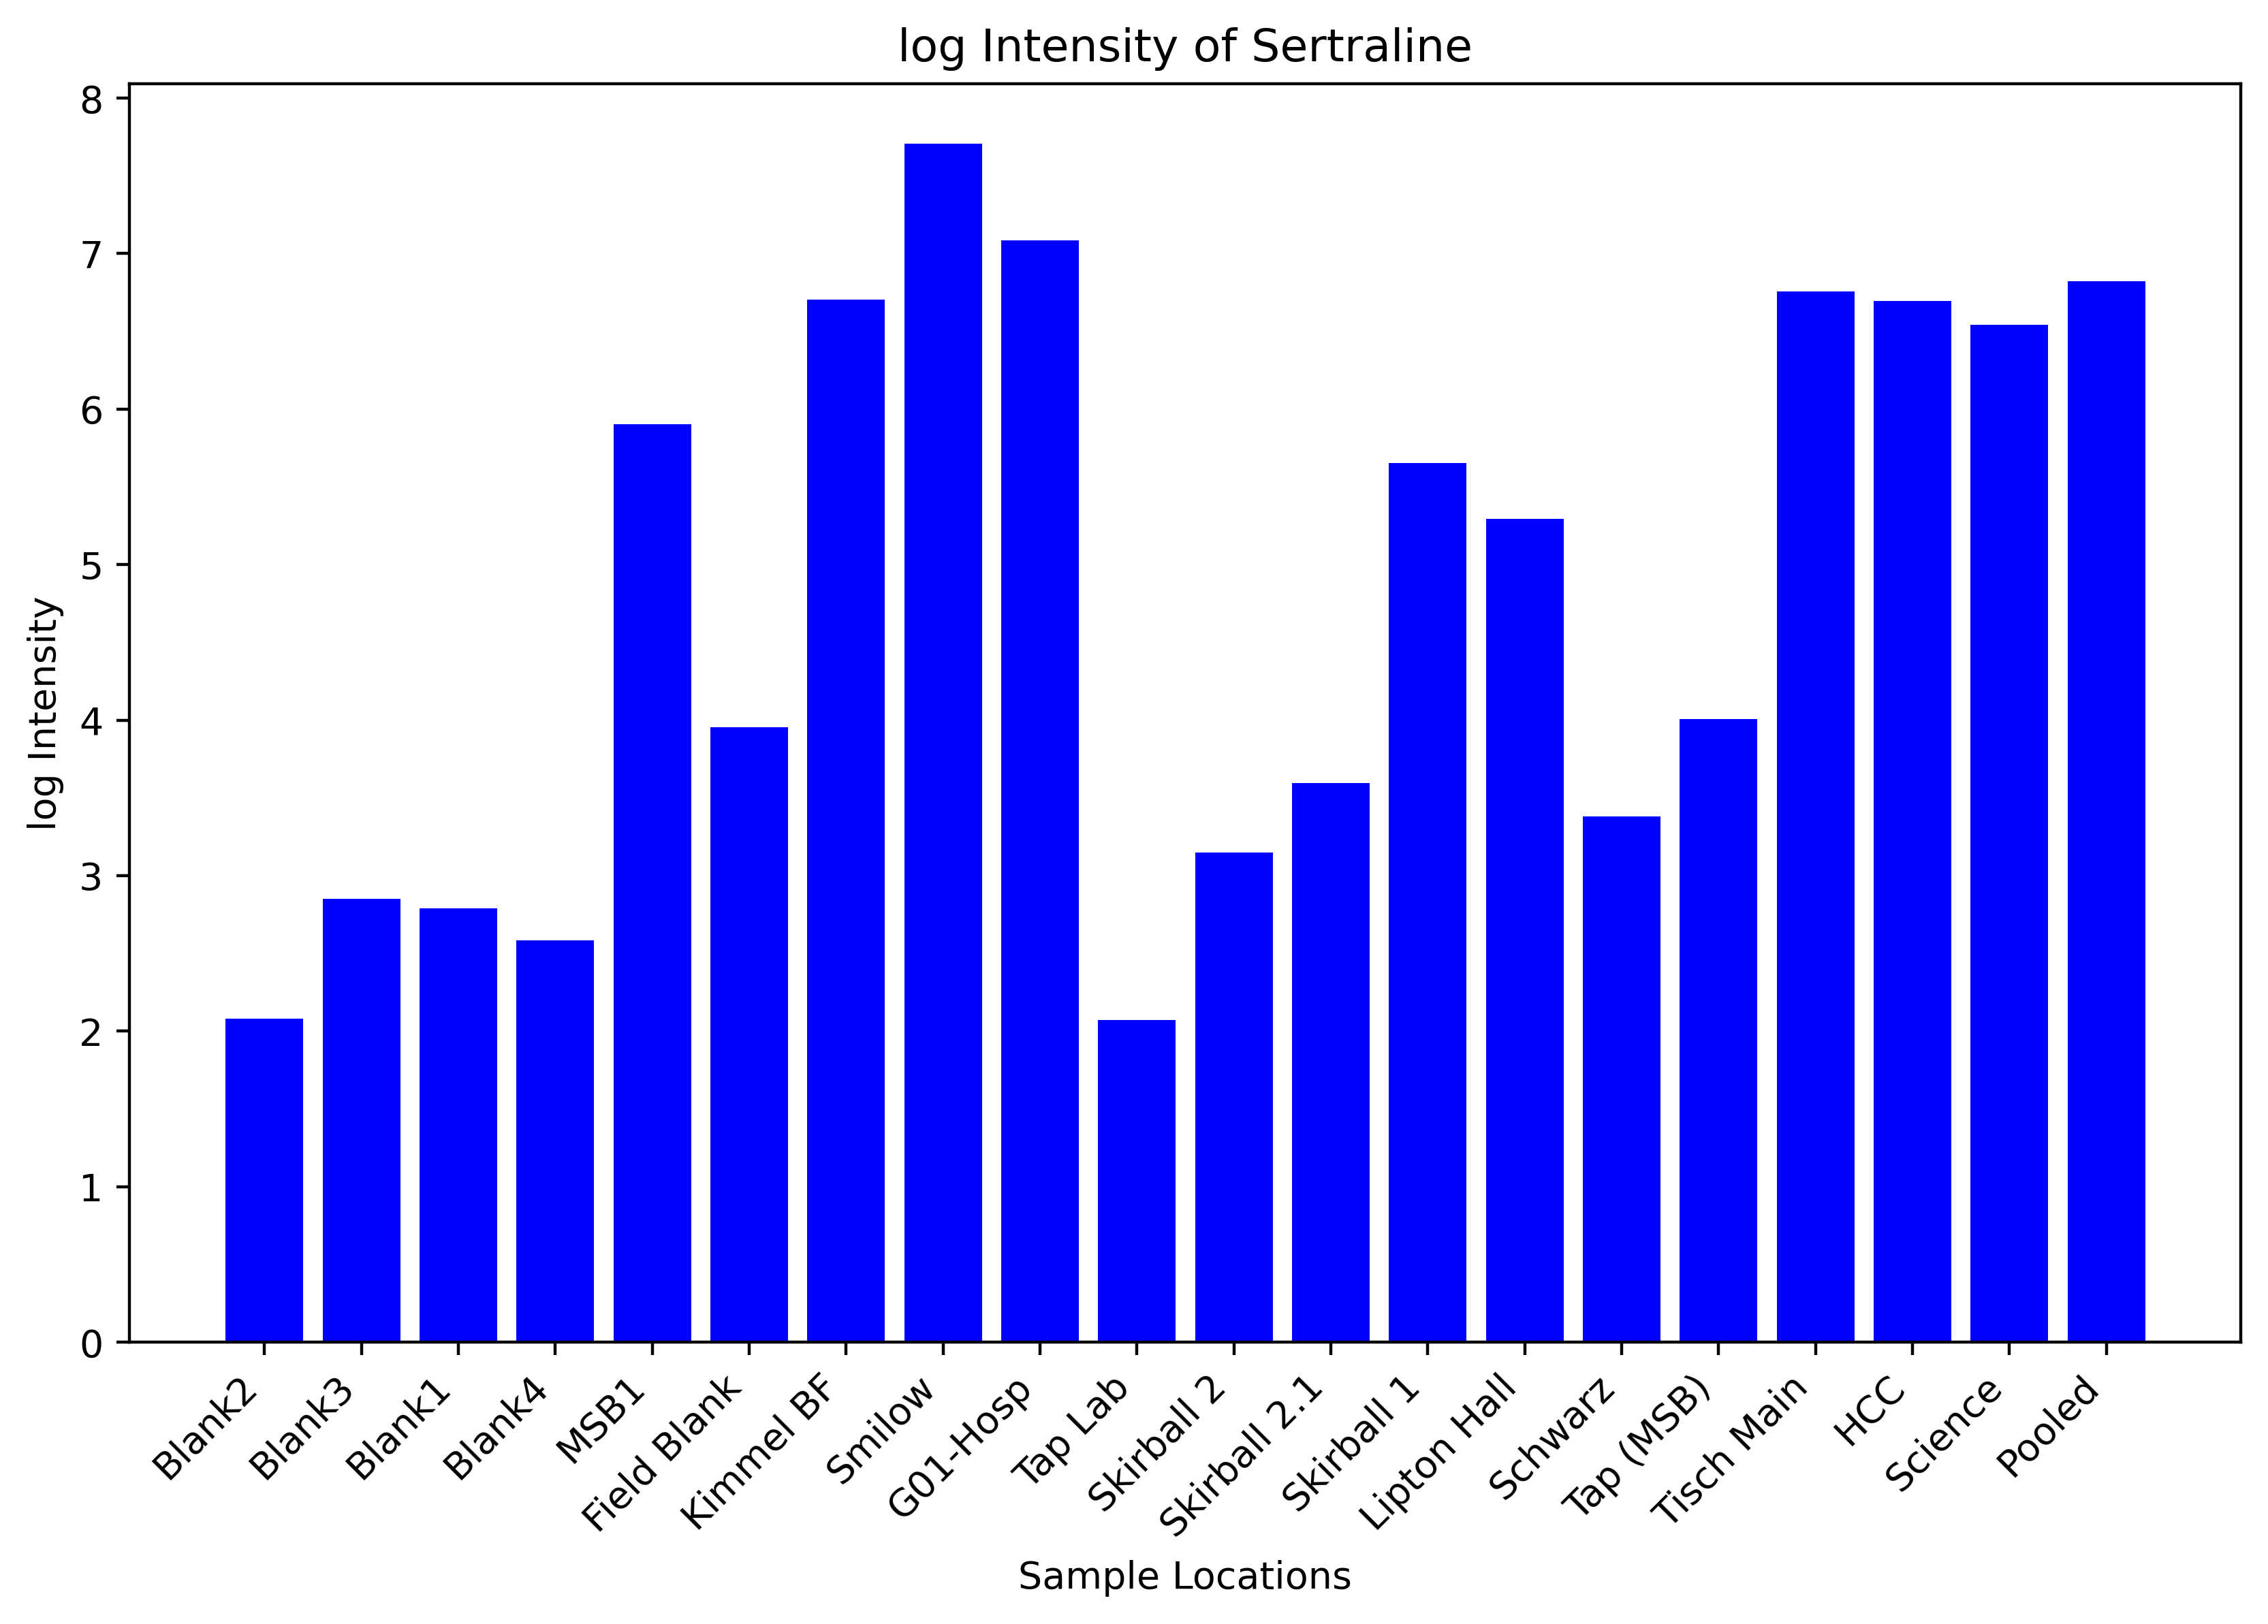 log Intensity of Sertraline
log Intensity
8
7
6
5
4
3
2
1
0
Blank2
Blank3
Blank1
Blank4
MSB1
Field Blank
Kimmel BF
Smilow
G01-Hosp
Tap Lab
Skirball 2
Skirball 2.1
Skirball 1
Lipton Hall
Schwarz
Tap (MSB)
Tisch Main
HCC
Science
Pooled
Sample Locations